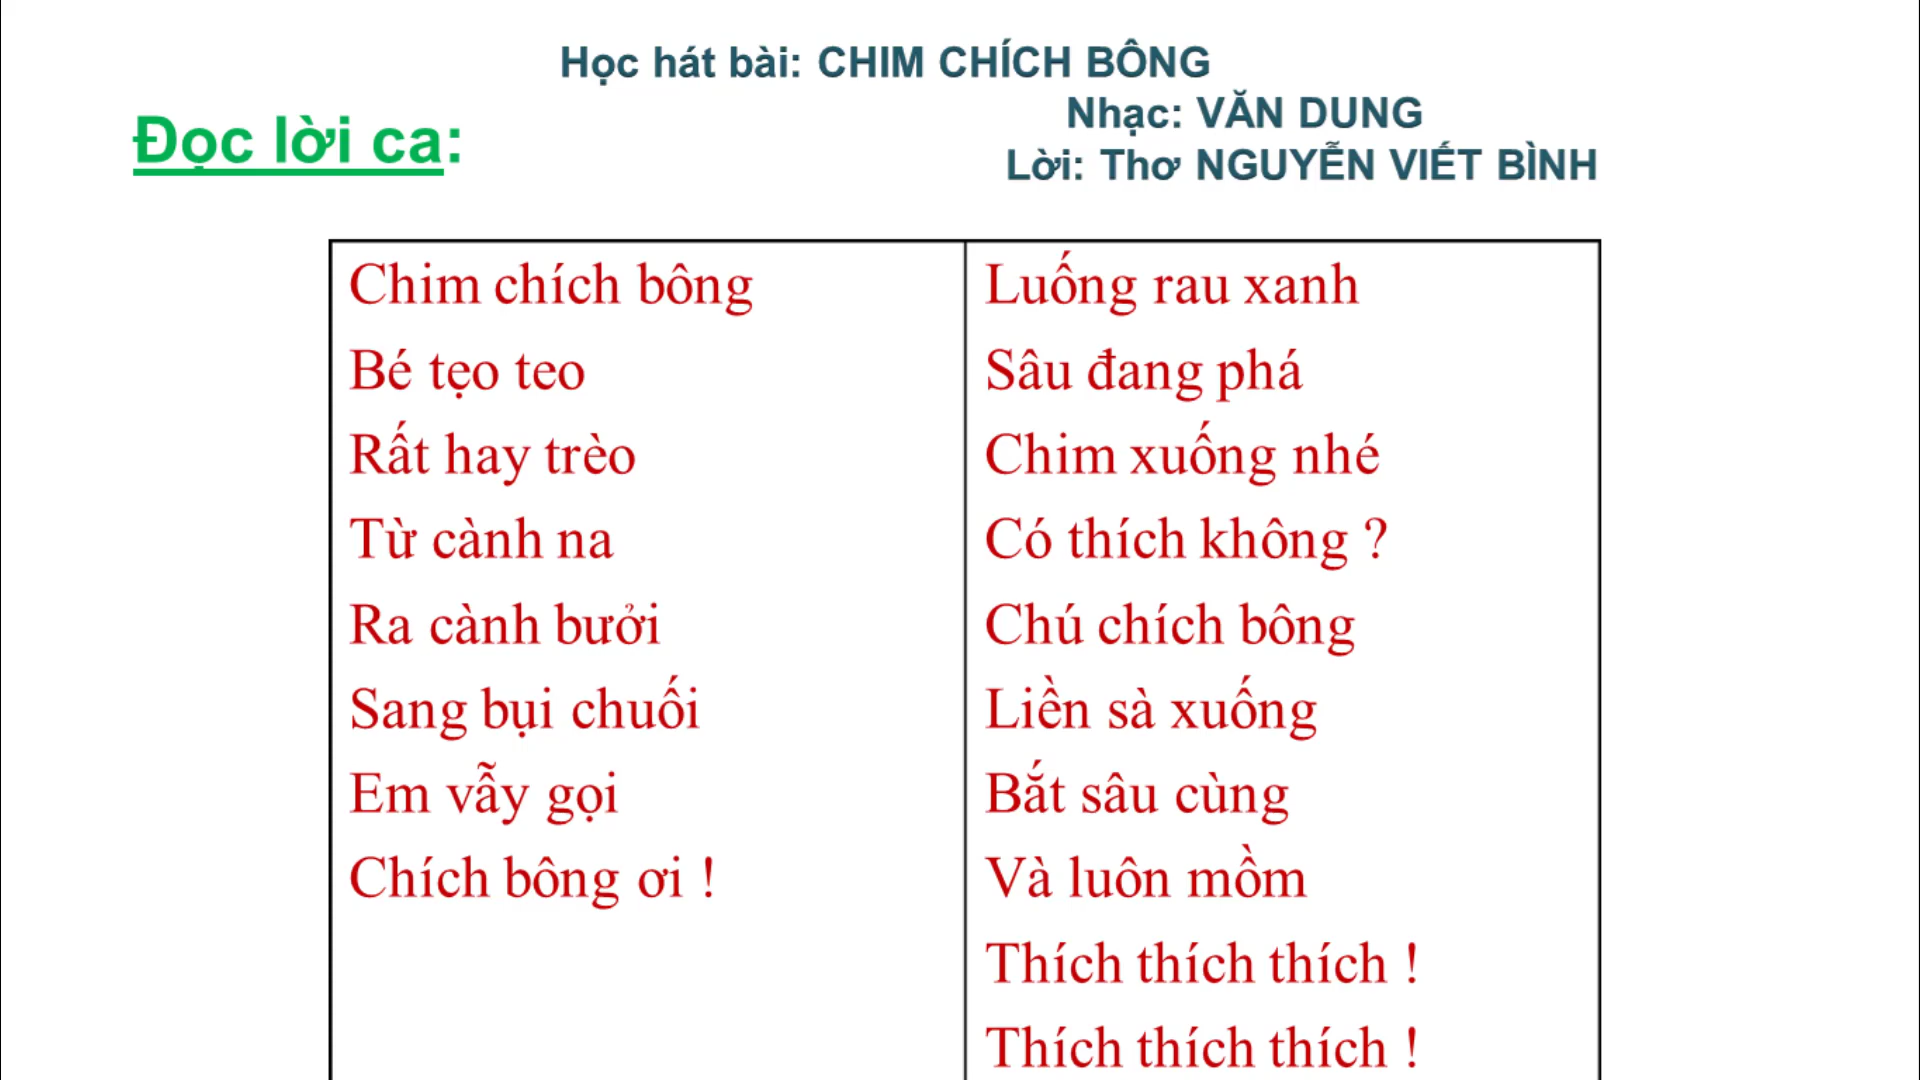 Học hát bài: CHIM CHÍCH BÔNG
Nhạc: VĂN DUNG
Đọc lời ca:
Lời: Thơ NGUYỄN VIẾT BÌNH
Chim chích bông
Bé tẹo teo
Rất hay trèo
Từ cành na
Ra cành bưởi
Sang bụi chuối
Em vẫy gọi
Chích bông ơi !
Luống rau xanh
Sâu đang phá
Chim xuống nhé
Có thích không ?
Chú chích bông
Liền sà xuống
Bắt sâu cùng
Và luôn mồm
Thích thích thích !
Thích thích thích !